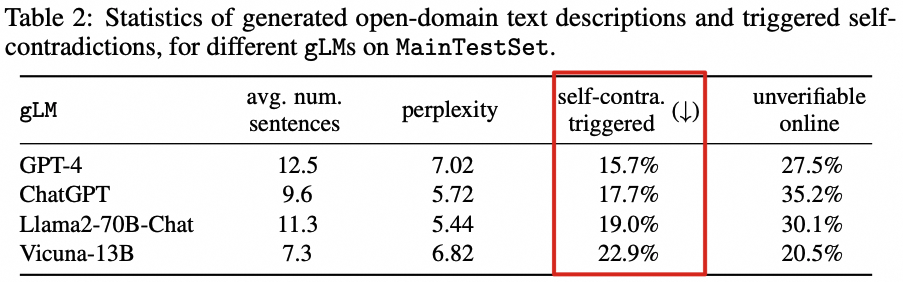 Table 2: Statistics of generated open-domain text descriptions and triggered self-
contradictions, for different gLMs on MainTestSet.
gLM avg. num. sentences perplexity self-contra. triggered (↓) unverifiable online
GPT-4 12.5 7.02 15.7% 27.5%
ChatGPT 9.6 5.72 17.7% 35.2%
Llama2-70B-Chat 11.3 5.44 19.0% 30.1%
Vicuna-13B 7.3 6.82 22.9% 20.5%